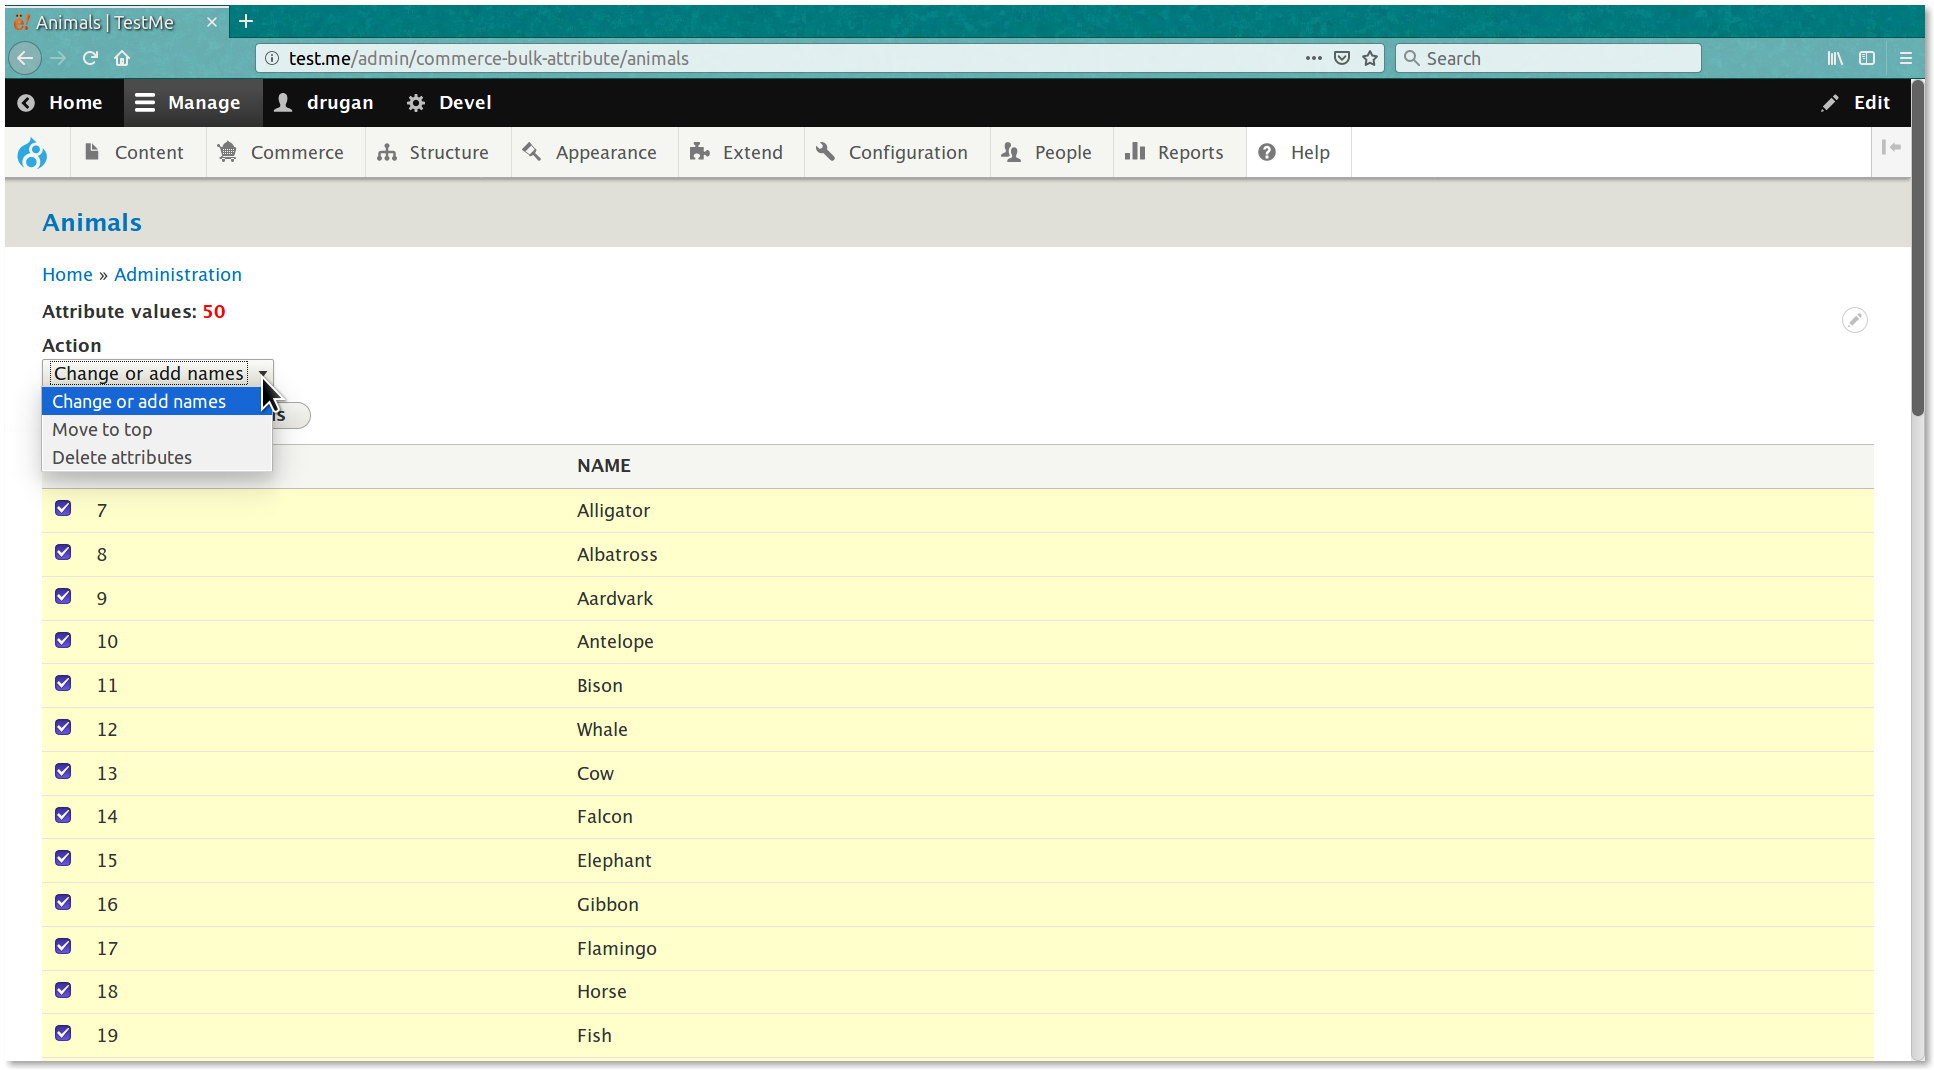 ë! Animals | TestMe
test.me/admin/commerce-bulk-attribute/animals
Search
Home
Manage
drugan
Devel
Edit
Content
Commerce
Structure
Appearance
Extend
Configuration
People
Reports
Help
Animals
Home » Administration
Attribute values: 50
Action
Change or add names
Change or add names
Move to top
Delete attributes
NAME
7 Alligator
8 Albatross
9 Aardvark
10 Antelope
11 Bison
12 Whale
13 Cow
14 Falcon
15 Elephant
16 Gibbon
17 Flamingo
18 Horse
19 Fish